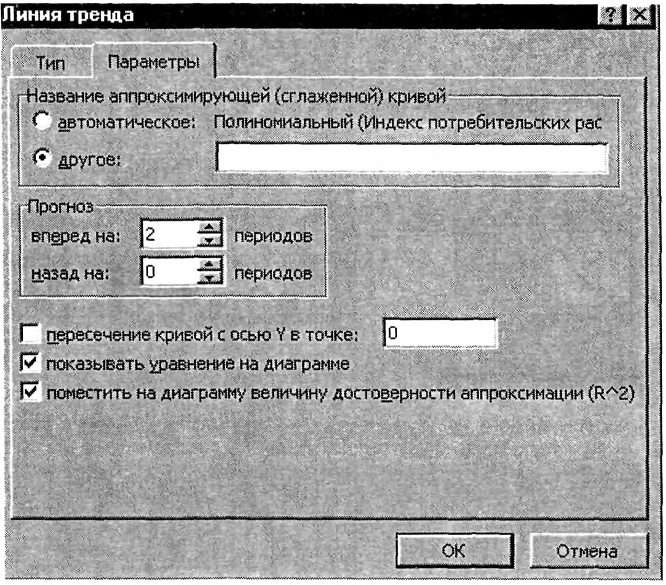 Линия тренда
Тип Параметры
Название аппроксимирующей (сглаженной) кривой
автоматическое: Полиномиальный (Индекс потребительских рас
другое:
Прогноз
вперед на: 2 периодов
назад на: 0 периодов
пересечение кривой с осью Y в точке: 0
показывать уравнение на диаграмме
поместить на диаграмму величину достоверности аппроксимации (R^2)
ОК Отмена